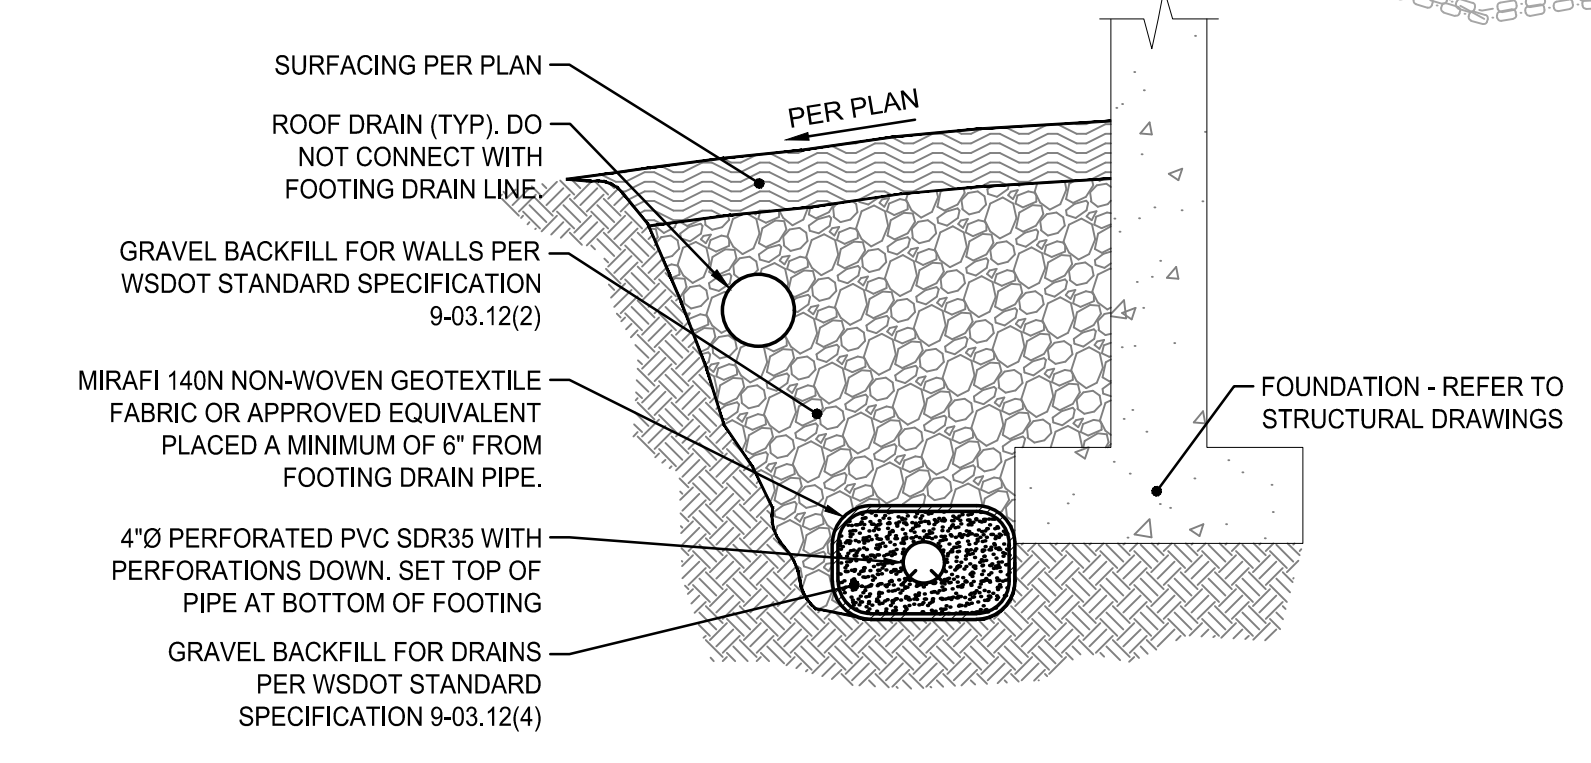 SURFACING PER PLAN
PER PLAN
ROOF DRAIN (TYP). DO
NOT CONNECT WITH
FOOTING DRAIN LINE.
GRAVEL BACKFILL FOR WALLS PER
WSDOT STANDARD SPECIFICATION
9-03.12(2)
MIRAFI 140N NON-WOVEN GEOTEXTILE
FABRIC OR APPROVED EQUIVALENT
PLACED A MINIMUM OF 6" FROM
FOOTING DRAIN PIPE.
FOUNDATION - REFER TO
STRUCTURAL DRAWINGS
4"Ø PERFORATED PVC SDR35 WITH
PERFORATIONS DOWN. SET TOP OF
PIPE AT BOTTOM OF FOOTING
GRAVEL BACKFILL FOR DRAINS
PER WSDOT STANDARD
SPECIFICATION 9-03.12(4)